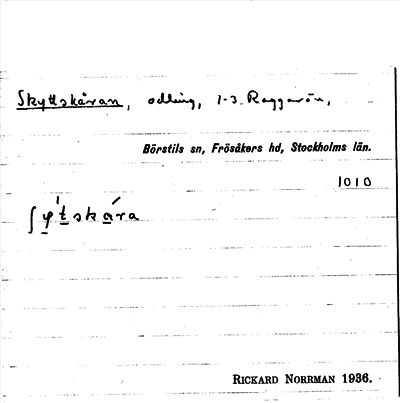 Skyttskäran, odling, 1-3 Raggarön,
Börstils sn, Frösåkers hd, Stockholms län.
1010
RICKARD NORRMAN 1936.